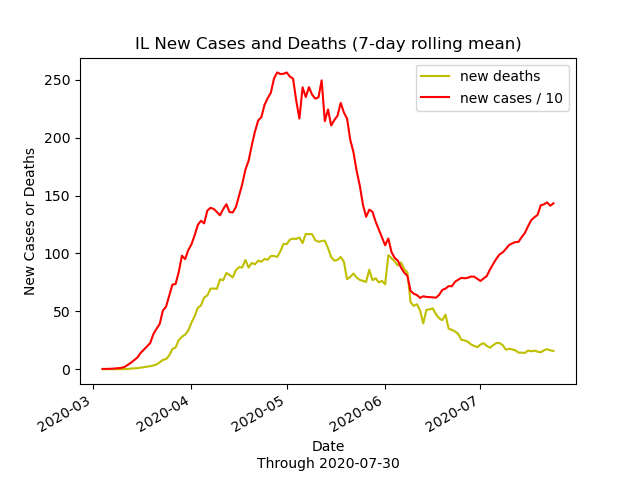 IL New Cases and Deaths (7-day rolling mean)
new deaths
new cases / 10
New Cases or Deaths
250
200
150
100
50
0
2020-03
2020-04
2020-05
2020-06
2020-07
Date
Through 2020-07-30